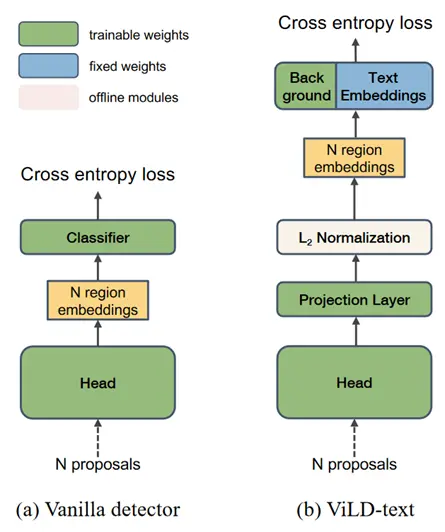 trainable weights
fixed weights
offline modules
Cross entropy loss
Classifier
N region
embeddings
Head
N proposals
(a) Vanilla detector
Cross entropy loss
Back
ground
Text
Embeddings
N region
embeddings
L₂ Normalization
Projection Layer
Head
N proposals
(b) ViLD-text